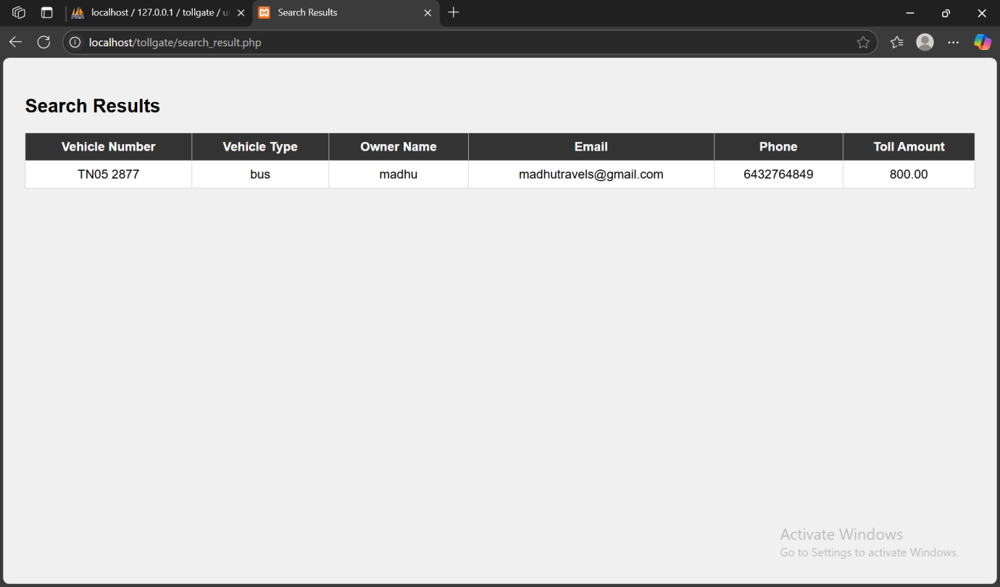 localhost / 127.0.0.1 / tollgate / us
Search Results
localhost/tollgate/search_result.php
Search Results
Vehicle Number Vehicle Type Owner Name Email Phone Toll Amount
TN05 2877 bus madhu madhutravels@gmail.com 6432764849 800.00
Activate Windows
Go to Settings to activate Windows.